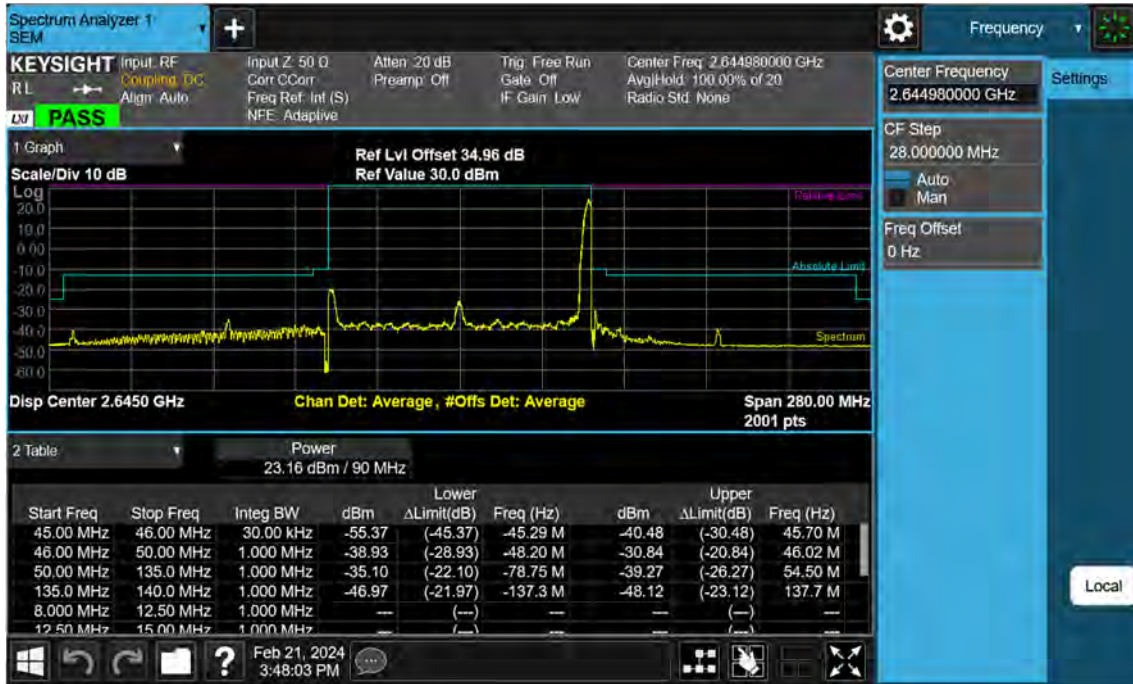 Spectrum Analyzer 1
SEM
+
Frequency
KEYSIGHT
RL
LXI
PASS
Input: RF
Coupling: DC
Align: Auto
Input Z: 50 Ω
Corr CCorr
Freq Ref: Int (S)
NFE: Adaptive
Atten: 20 dB
Preamp: Off
Trig: Free Run
Gate: Off
IF Gain: Low
Center Freq: 2.644980000 GHz
Avg|Hold: 100.00% of 20
Radio Std: None
Center Frequency
2.644980000 GHz
Settings
CF Step
28.000000 MHz
Auto
Man
Freq Offset
0 Hz
Local
1 Graph
Scale/Div 10 dB
Ref Lvl Offset 34.96 dB
Ref Value 30.0 dBm
Log
20.0
10.0
0.00
-10.0
-20.0
-30.0
-40.0
-50.0
-60.0
Relative Limit
Absolute Limit
Spectrum
Disp Center 2.6450 GHz
Chan Det: Average, #Offs Det: Average
Span 280.00 MHz
2001 pts
2 Table
Power
23.16 dBm / 90 MHz
Lower Upper
Start Freq Stop Freq Integ BW dBm ΔLimit(dB) Freq (Hz) dBm ΔLimit(dB) Freq (Hz)
45.00 MHz 46.00 MHz 30.00 kHz -55.37 (-45.37) -45.29 M -40.48 (-30.48) 45.70 M
46.00 MHz 50.00 MHz 1.000 MHz -38.93 (-28.93) -48.20 M -30.84 (-20.84) 46.02 M
50.00 MHz 135.0 MHz 1.000 MHz -35.10 (-22.10) -78.75 M -39.27 (-26.27) 54.50 M
135.0 MHz 140.0 MHz 1.000 MHz -46.97 (-21.97) -137.3 M -48.12 (-23.12) 137.7 M
8.000 MHz 12.50 MHz 1.000 MHz --- (---) --- --- (---) ---
12.50 MHz 15.00 MHz 1.000 MHz --- (---) --- --- (---) ---
?
Feb 21, 2024
3:48:03 PM